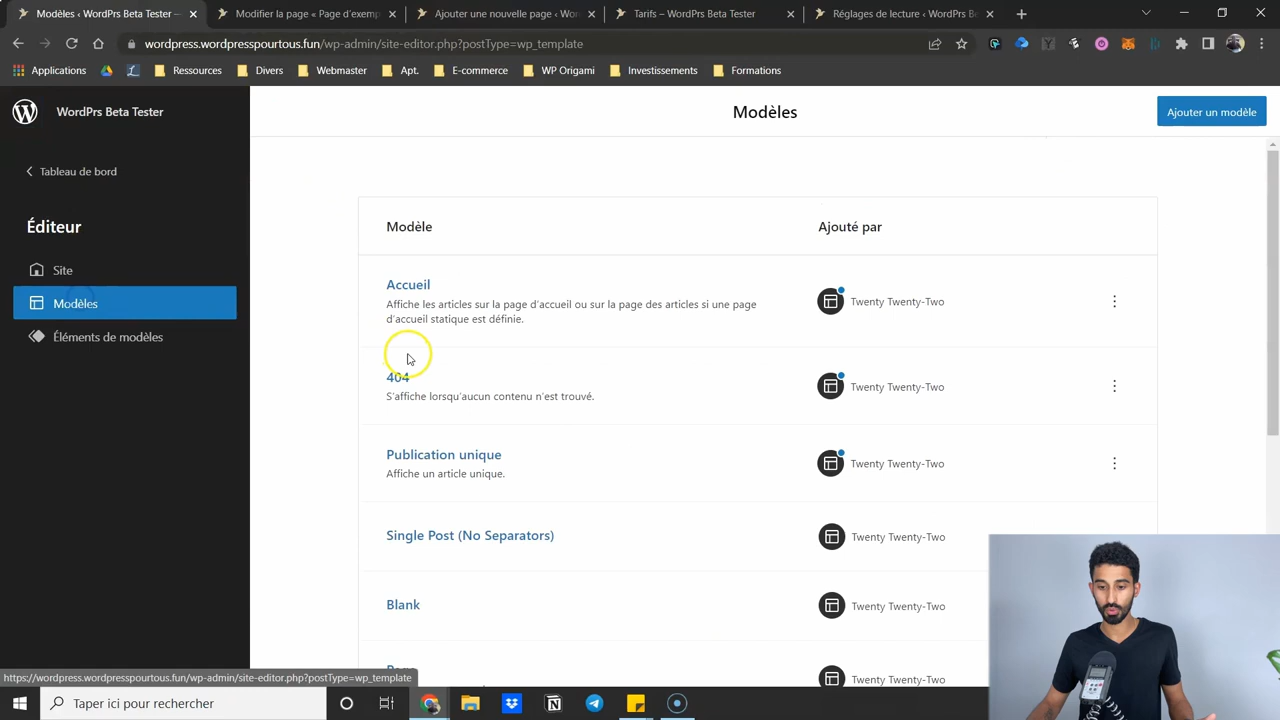 Modèles ‹ WordPrs Beta Tester —
Modifier la page « Page d'exemp
Ajouter une nouvelle page ‹ Wor
Tarifs – WordPrs Beta Tester
Réglages de lecture ‹ WordPrs Be
wordpress.wordpresspourtous.fun/wp-admin/site-editor.php?postType=wp_template
Applications
Ressources
Divers
Webmaster
Apt.
E-commerce
WP Origami
Investissements
Formations
WordPrs Beta Tester
Modèles
Ajouter un modèle
Tableau de bord
Éditeur
Site
Modèles
Éléments de modèles
Modèle
Ajouté par
Accueil
Affiche les articles sur la page d'accueil ou sur la page des articles si une page
d'accueil statique est définie.
Twenty Twenty-Two
404
S'affiche lorsqu'aucun contenu n'est trouvé.
Twenty Twenty-Two
Publication unique
Affiche un article unique.
Twenty Twenty-Two
Single Post (No Separators)
Twenty Twenty-Two
Blank
Twenty Twenty-Two
Page
Twenty Twenty-Two
https://wordpress.wordpresspourtous.fun/wp-admin/site-editor.php?postType=wp_template
Taper ici pour rechercher